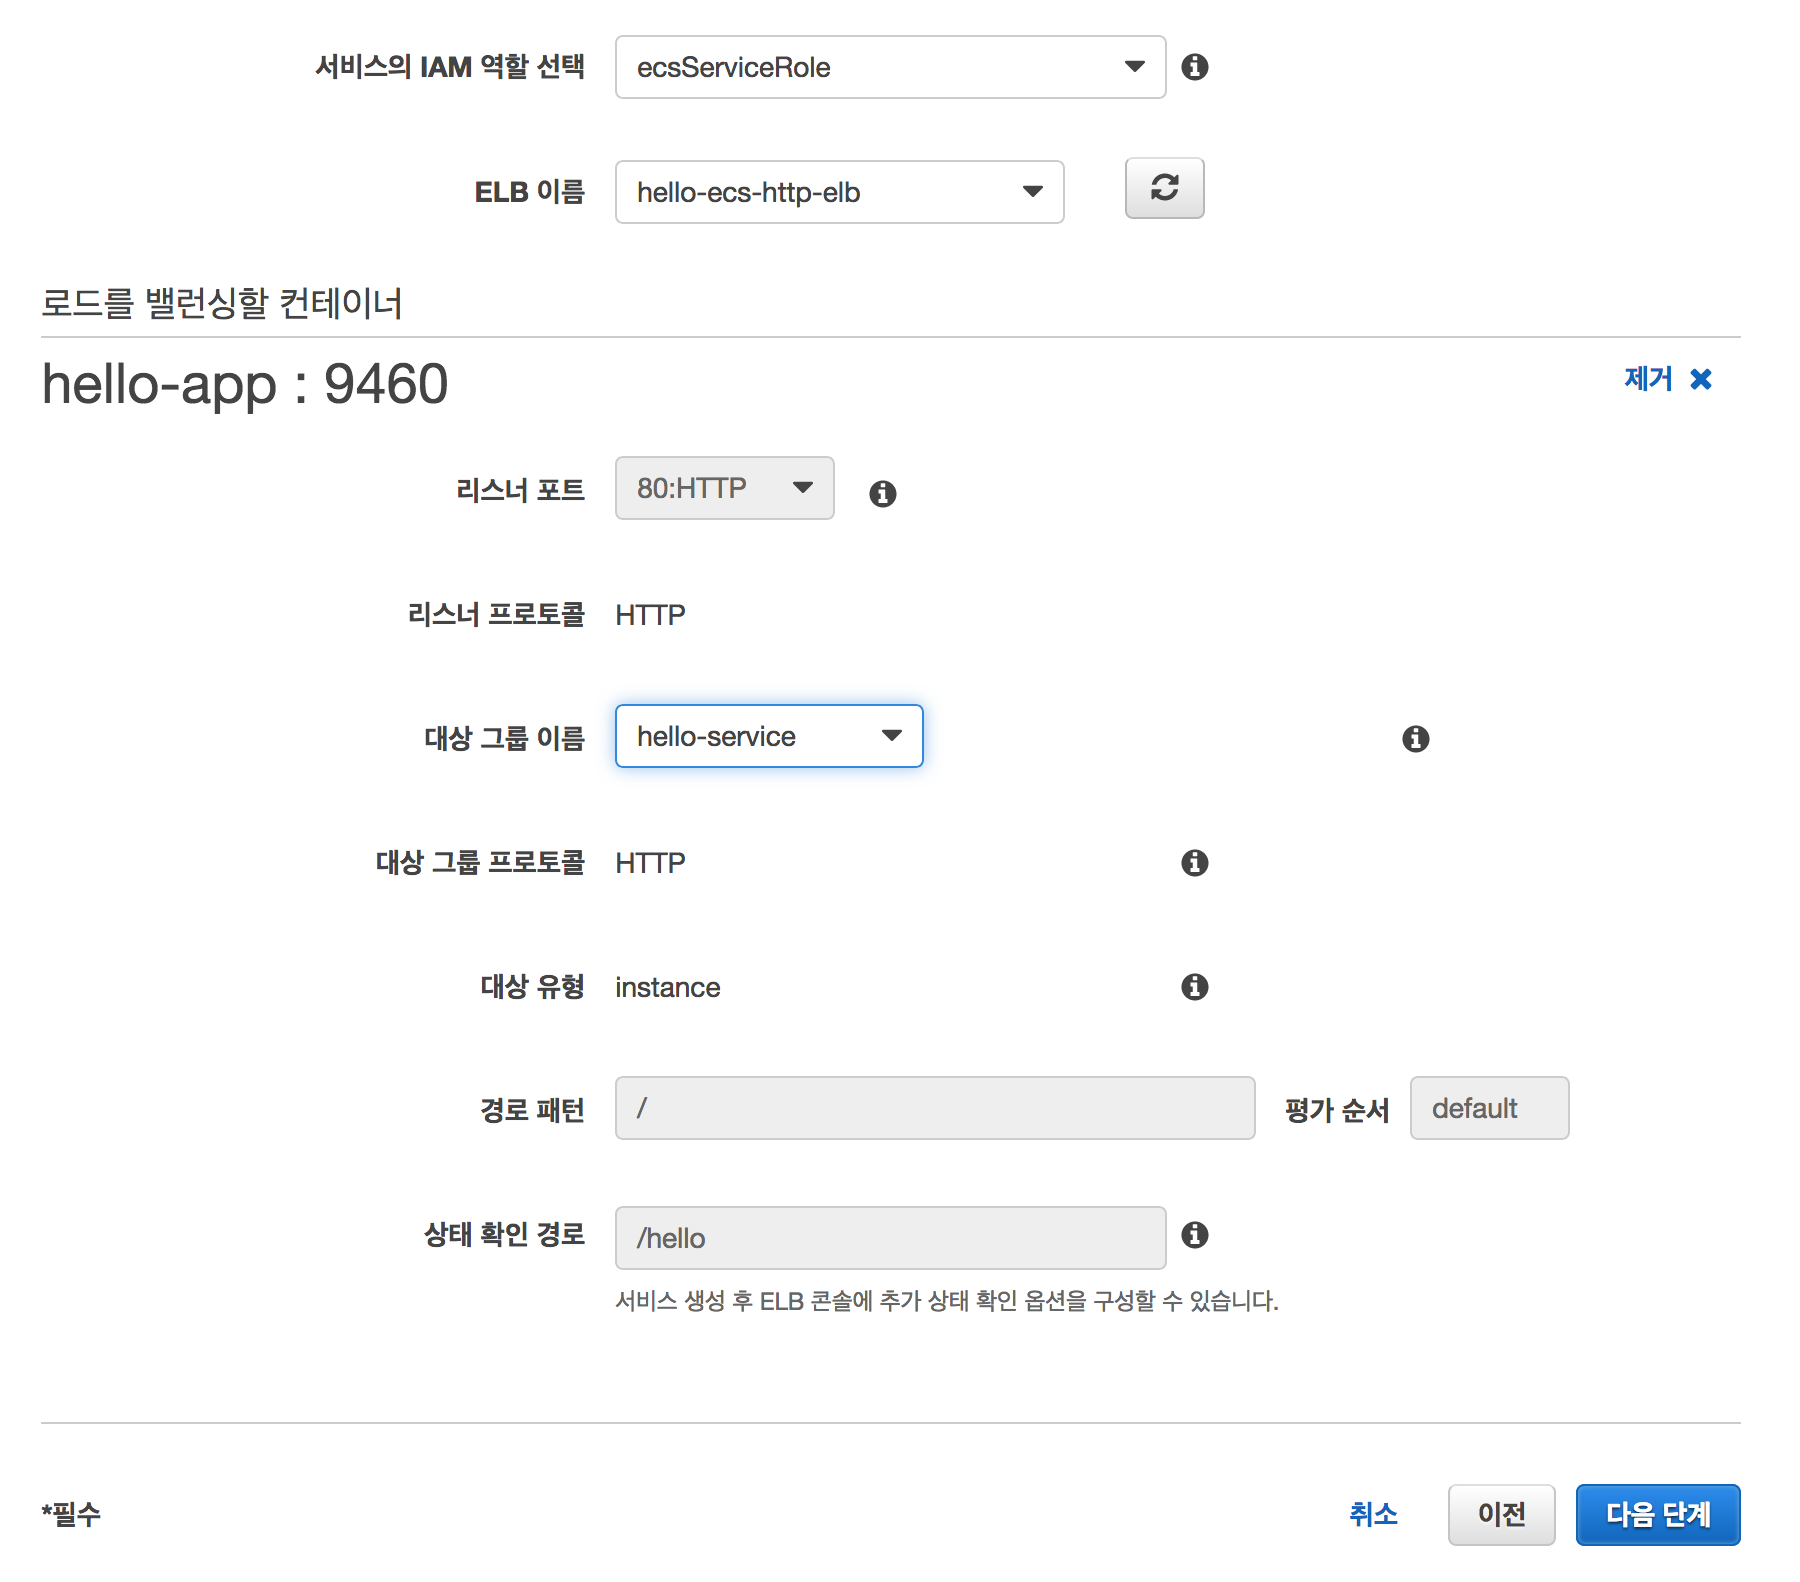 서비스의 IAM 역할 선택 ecsServiceRole
ELB 이름 hello-ecs-http-elb
로드를 밸런싱할 컨테이너
hello-app : 9460 제거
리스너 포트 80:HTTP
리스너 프로토콜 HTTP
대상 그룹 이름 hello-service
대상 그룹 프로토콜 HTTP
대상 유형 instance
경로 패턴 / 평가 순서 default
상태 확인 경로 /hello
서비스 생성 후 ELB 콘솔에 추가 상태 확인 옵션을 구성할 수 있습니다.
*필수 취소 이전 다음 단계